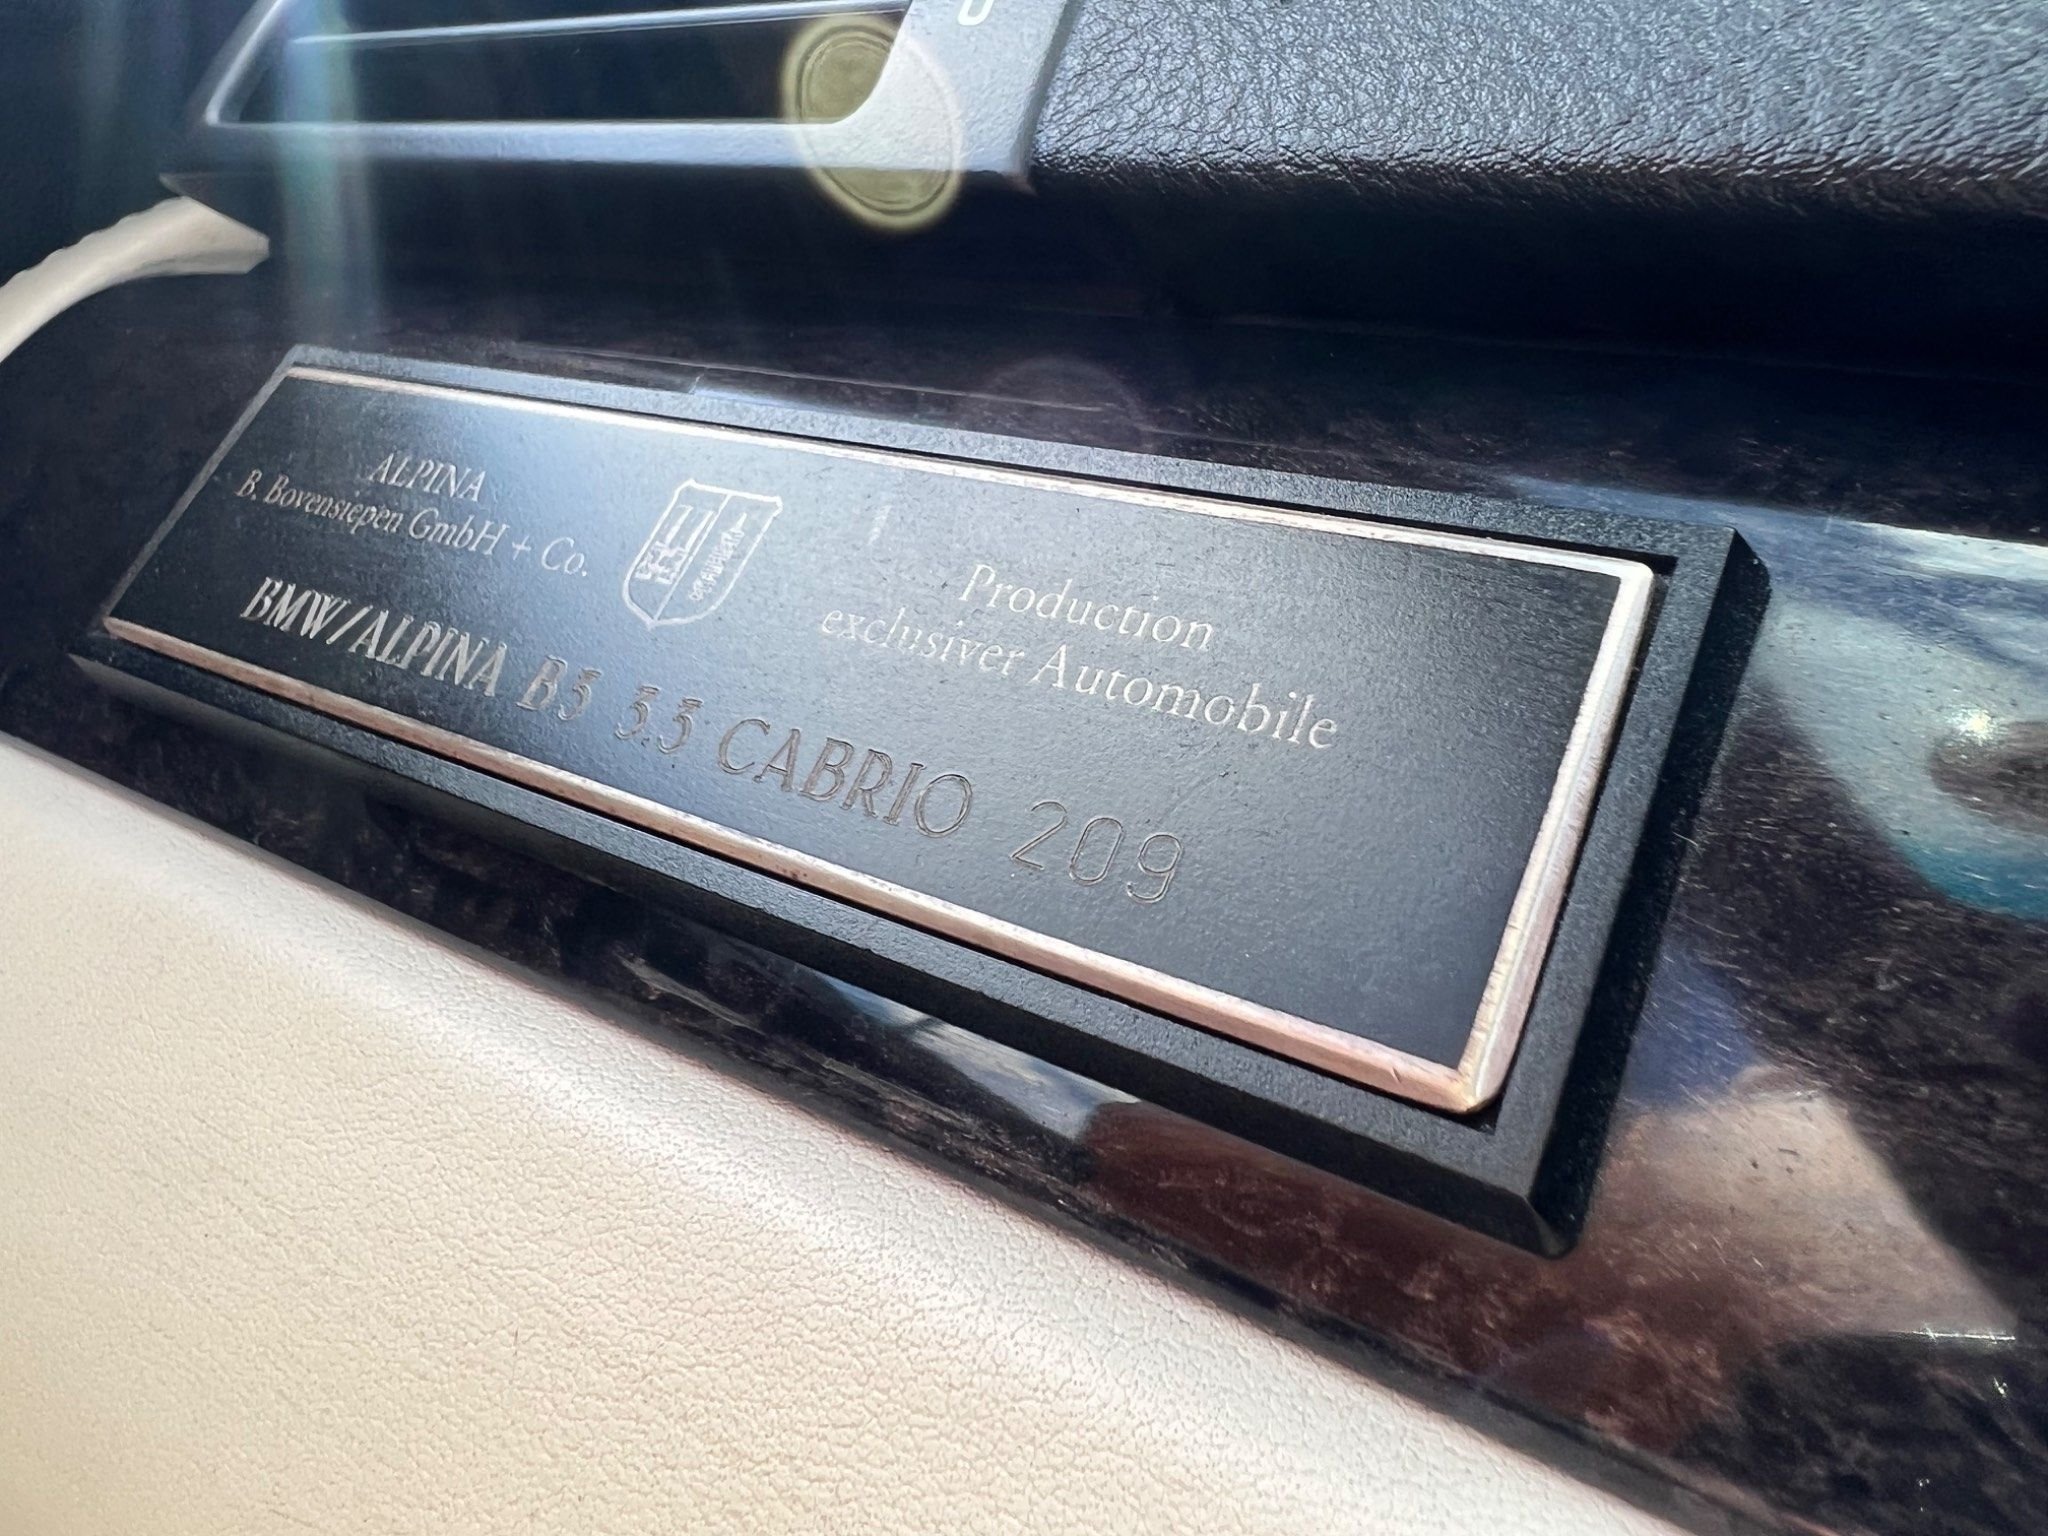 ALPINA
B. Bovensiepen GmbH + Co.
Production
exclusiver Automobile
BMW/ALPINA B3 3.3 CABRIO 209